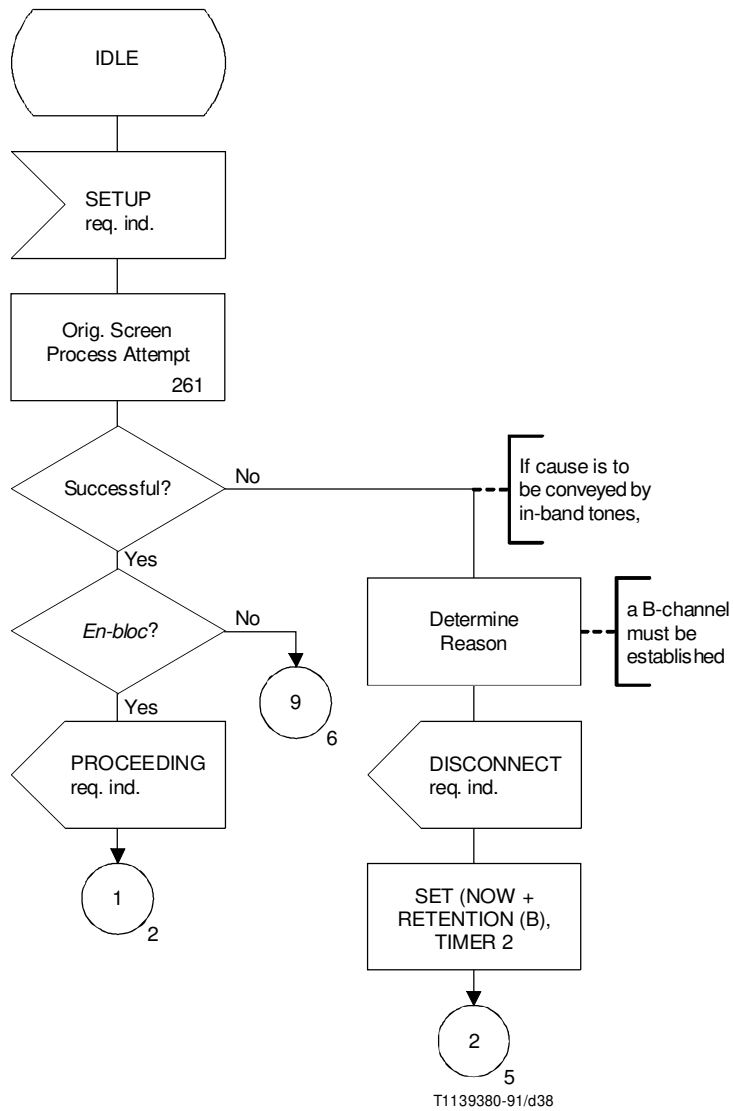 IDLE
SETUP
req. ind.
Orig. Screen
Process Attempt
261
Successful?
No
If cause is to
be conveyed by
in-band tones,
Yes
En-bloc?
No
Determine
Reason
a B-channel
must be
established
Yes
9
6
PROCEEDING
req. ind.
DISCONNECT
req. ind.
1
2
SET (NOW +
RETENTION (B),
TIMER 2
2
5
T1139380-91/d38